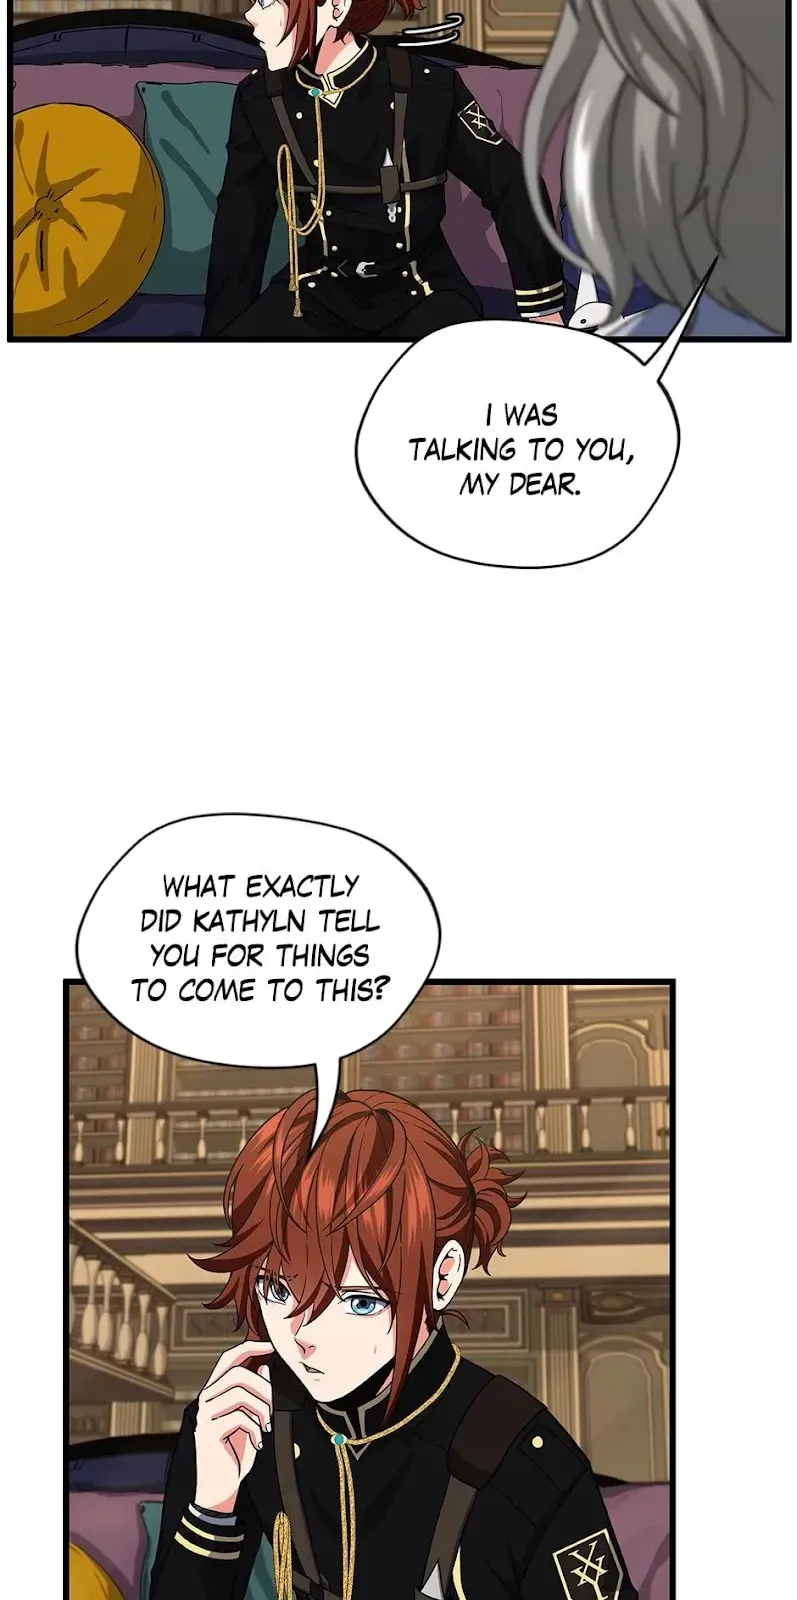 I WAS
TALKING TO YOU,
MY DEAR.
WHAT EXACTLY
DID KATHYLN TELL
YOU FOR THINGS
TO COME TO THIS?